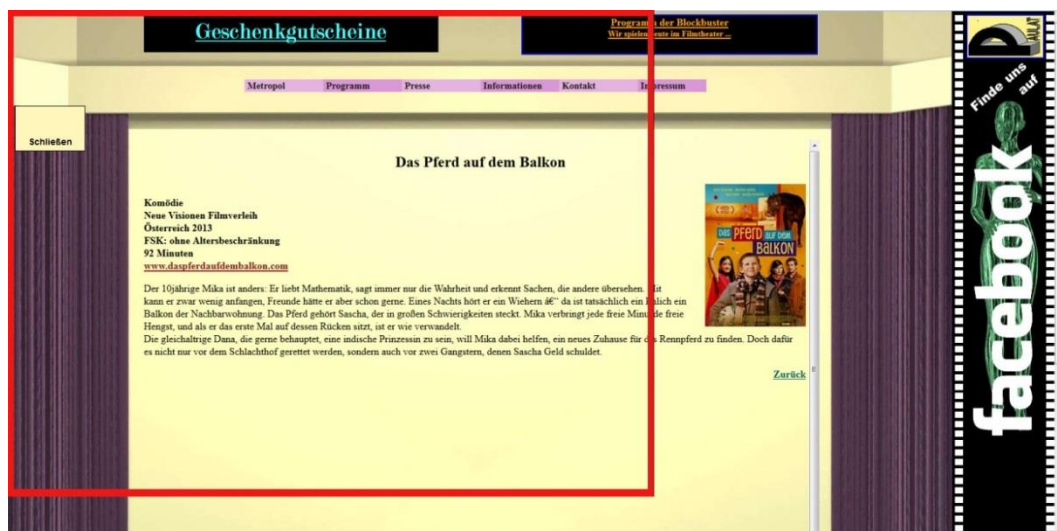 Geschenkgutscheine
Programm der Blockbuster
Wir spielen heute im Filmtheater ...
Metropol Programm Presse Informationen Kontakt Impressum
Schließen
Das Pferd auf dem Balkon
Komödie
Neue Visionen Filmverleih
Österreich 2013
FSK: ohne Altersbeschränkung
92 Minuten
www.daspferdaufdembalkon.com
Der 10jährige Mika ist anders: Er liebt Mathematik, sagt immer nur die Wahrheit und erkennt Sachen, die andere übersehen.
kann er zwar wenig anfangen, Freunde hätte er aber schon gerne. Eines Nachts hört er ein Wiehern â€“ da ist tatsächlich ein ein
Balkon der Nachbarwohnung. Das Pferd gehört Sascha, der in großen Schwierigkeiten steckt. Mika verbringt jede freie freie
Hengst, und als er das erste Mal auf dessen Rücken sitzt, ist er wie verwandelt.
Die gleichaltrige Dana, die gerne behauptet, eine indische Prinzessin zu sein, will Mika dabei helfen, ein neues Zuhause für Rennpferd zu finden. Doch dafür
es nicht nur vor dem Schlachthof gerettet werden, sondern auch vor zwei Gangstern, denen Sascha Geld schuldet.
Zurück
DAS PFERD AUF DEM
BALKON
PAULAT
Finde uns
auf
facebook